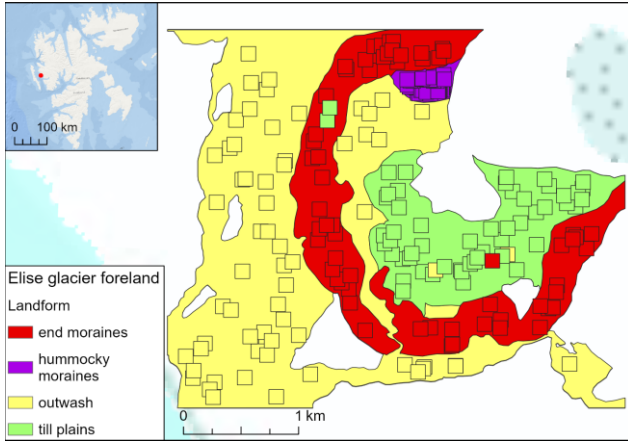 0 100 km
Elise glacier foreland
Landform
end moraines
hummocky
moraines
outwash
till plains
0 1 km